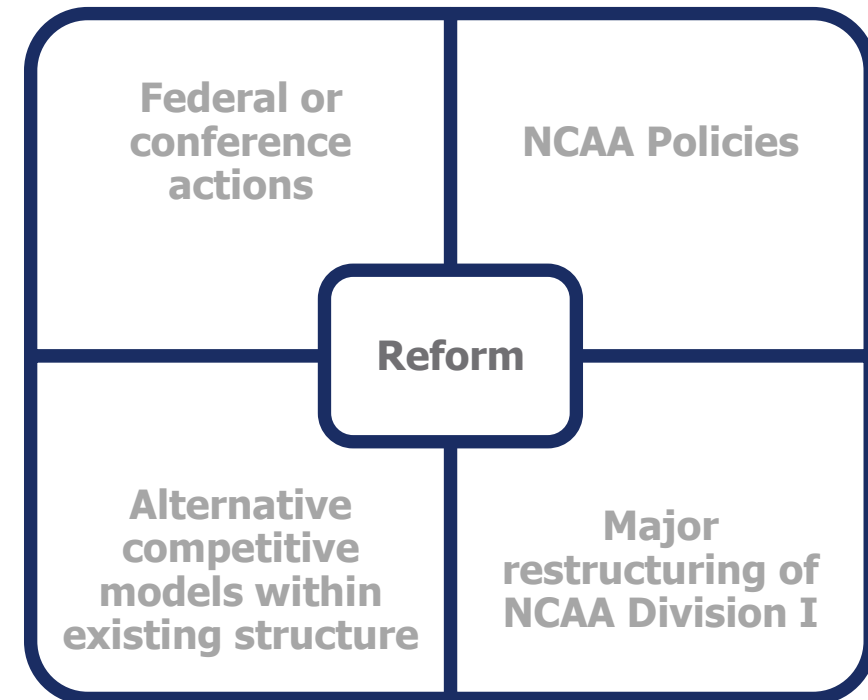 Federal or
conference
actions
NCAA Policies
Reform
Alternative
competitive
models within
existing structure
Major
restructuring of
NCAA Division I